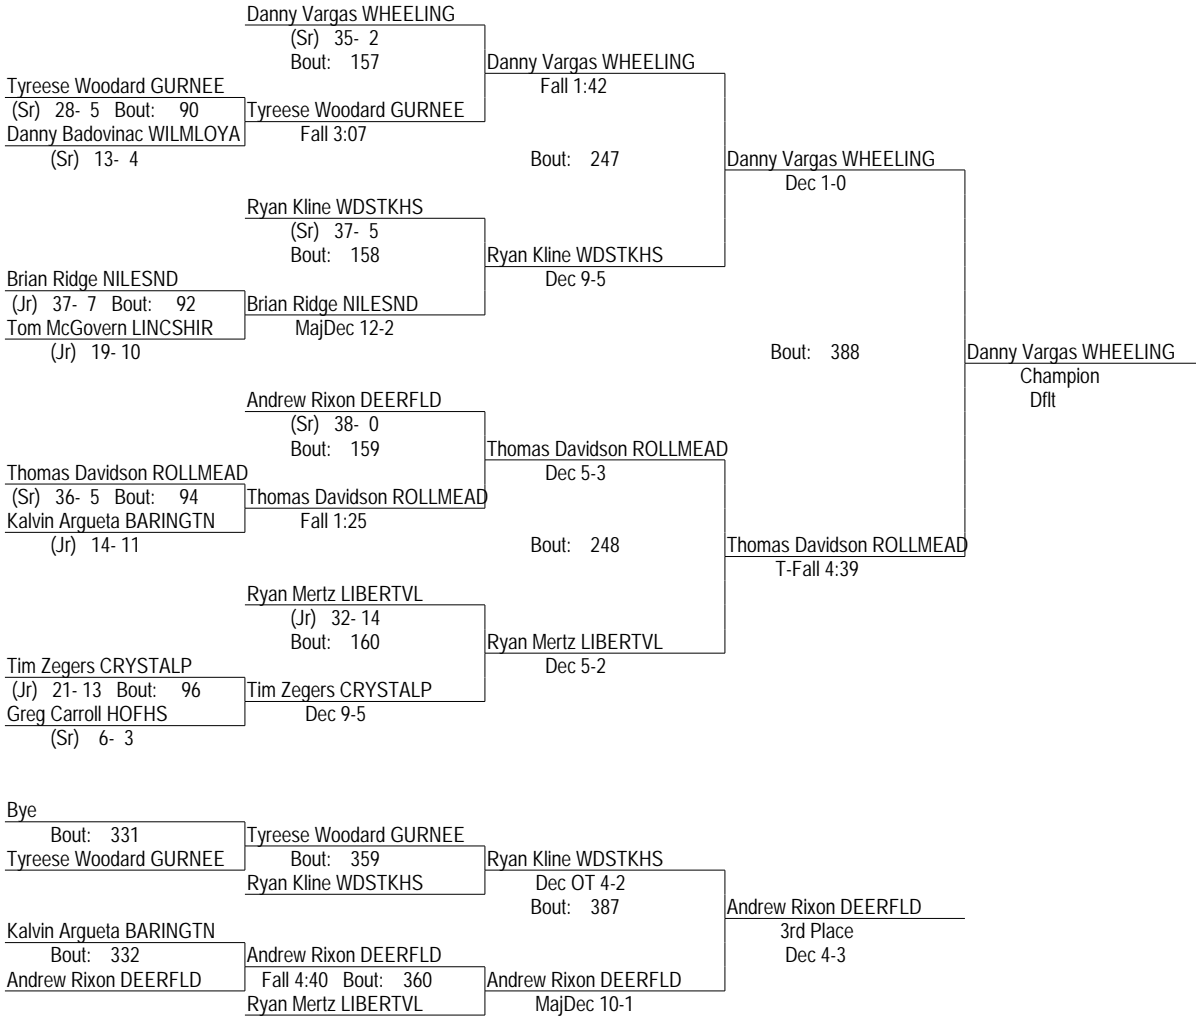 Danny Vargas WHEELING
(Sr) 35- 2
Bout: 157
Danny Vargas WHEELING
Fall 1:42
Tyreese Woodard GURNEE
(Sr) 28- 5 Bout: 90
Tyreese Woodard GURNEE
Danny Badovinac WILMLOYA
Fall 3:07
(Sr) 13- 4
Bout: 247
Danny Vargas WHEELING
Dec 1-0
Ryan Kline WDSTKHS
(Sr) 37- 5
Bout: 158
Ryan Kline WDSTKHS
Dec 9-5
Brian Ridge NILESND
(Jr) 37- 7 Bout: 92
Brian Ridge NILESND
Tom McGovern LINCSHIR
MajDec 12-2
(Jr) 19- 10
Bout: 388
Danny Vargas WHEELING
Champion
Dflt
Andrew Rixon DEERFLD
(Sr) 38- 0
Bout: 159
Thomas Davidson ROLLMEAD
Dec 5-3
Thomas Davidson ROLLMEAD
(Sr) 36- 5 Bout: 94
Thomas Davidson ROLLMEAD
Kalvin Argueta BARINGTN
Fall 1:25
(Jr) 14- 11
Bout: 248
Thomas Davidson ROLLMEAD
T-Fall 4:39
Ryan Mertz LIBERTVL
(Jr) 32- 14
Bout: 160
Ryan Mertz LIBERTVL
Dec 5-2
Tim Zegers CRYSTALP
(Jr) 21- 13 Bout: 96
Tim Zegers CRYSTALP
Greg Carroll HOFHS
Dec 9-5
(Sr) 6- 3
Bye
Bout: 331
Tyreese Woodard GURNEE
Tyreese Woodard GURNEE
Bout: 359
Ryan Kline WDSTKHS
Ryan Kline WDSTKHS
Dec OT 4-2
Bout: 387
Andrew Rixon DEERFLD
3rd Place
Dec 4-3
Kalvin Argueta BARINGTN
Bout: 332
Andrew Rixon DEERFLD
Andrew Rixon DEERFLD
Fall 4:40 Bout: 360
Andrew Rixon DEERFLD
Ryan Mertz LIBERTVL
MajDec 10-1